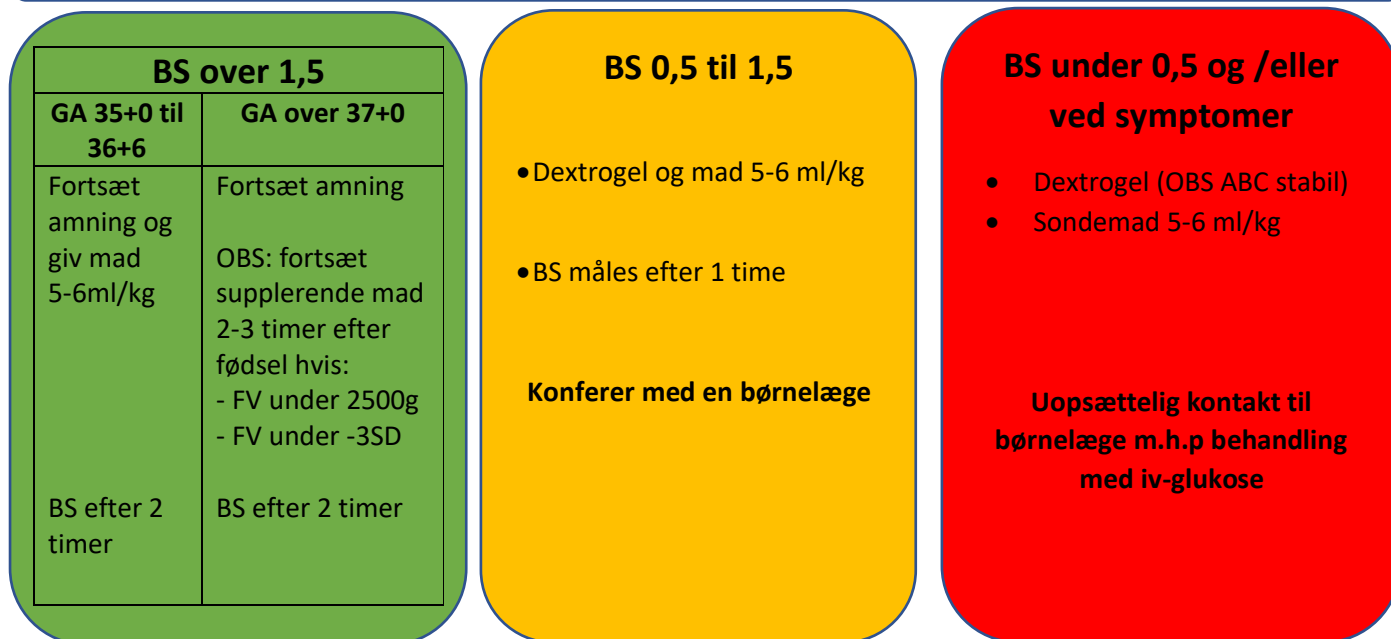 BS over 1,5
GA 35+0 til
36+6
GA over 37+0
Fortsæt
amning og
giv mad
5-6ml/kg
BS efter 2
timer
Fortsæt amning
OBS: fortsæt
supplerende mad
2-3 timer efter
fødsel hvis:
- FV under 2500g
- FV under -3SD
BS efter 2 timer
BS 0,5 til 1,5
•Dextrogel og mad 5-6 ml/kg
•BS måles efter 1 time
Konferer med en børnelæge
BS under 0,5 og /eller
ved symptomer
• Dextrogel (OBS ABC stabil)
• Sondemad 5-6 ml/kg
Uopsættelig kontakt til
børnelæge m.h.p behandling
med iv-glukose